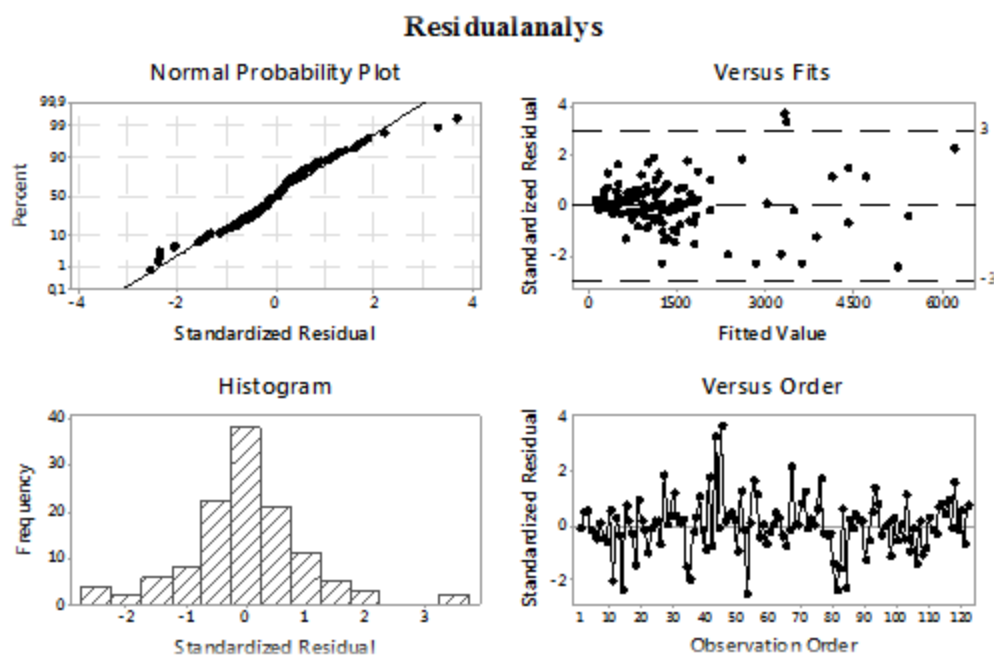 Residualanalys
Normal Probability Plot
99,9
99
90
50
10
1
0,1
Percent
-4 -2 0 2 4
Standardized Residual
Versus Fits
4
2
0
-2
3
-3
Standardized Residual
0 1500 3000 4500 6000
Fitted Value
Histogram
40
30
20
10
0
Frequency
-2 -1 0 1 2 3
Standardized Residual
Versus Order
4
2
0
-2
Standardized Residual
1 10 20 30 40 50 60 70 80 90 100 110 120
Observation Order